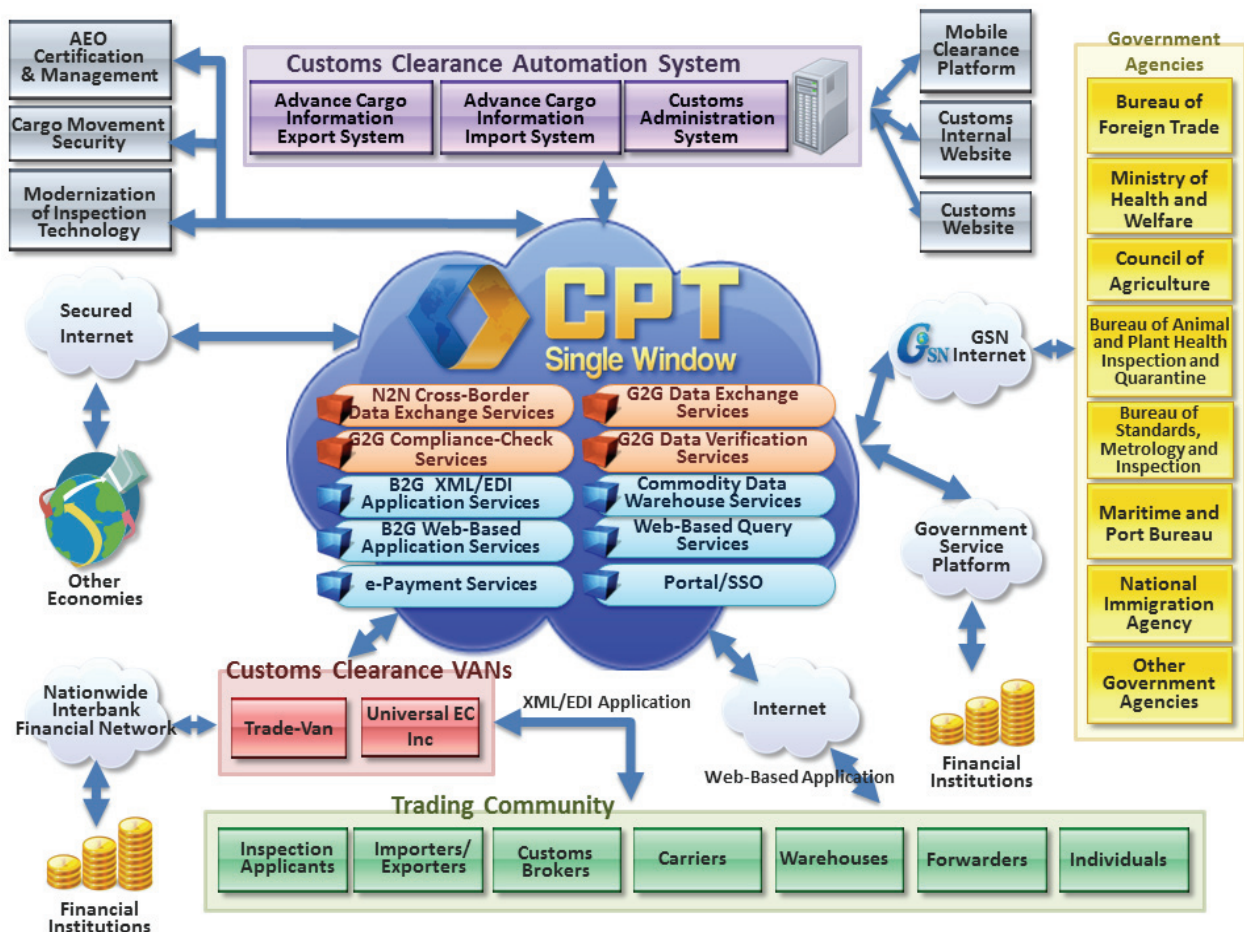 AEO
Certification
& Management
Cargo Movement
Security
Modernization
of Inspection
Technology
Customs Clearance Automation System
Advance Cargo
Information
Export System
Advance Cargo
Information
Import System
Customs
Administration
System
Mobile
Clearance
Platform
Customs
Internal
Website
Customs
Website
Government
Agencies
Bureau of
Foreign Trade
Ministry of
Health and
Welfare
Council of
Agriculture
Bureau of Animal
and Plant Health
Inspection and
Quarantine
Bureau of
Standards,
Metrology and
Inspection
Maritime and
Port Bureau
National
Immigration
Agency
Other
Government
Agencies
Secured
Internet
Other
Economies
CPT
Single Window
N2N Cross-Border
Data Exchange Services
G2G Data Exchange
Services
G2G Compliance-Check
Services
G2G Data Verification
Services
B2G XML/EDI
Application Services
Commodity Data
Warehouse Services
B2G Web-Based
Application Services
Web-Based Query
Services
e-Payment Services
Portal/SSO
GSN
GSN
Internet
Government
Service
Platform
Financial
Institutions
Customs Clearance VANs
Trade-Van
Universal EC
Inc
Nationwide
Interbank
Financial Network
Financial
Institutions
XML/EDI Application
Internet
Web-Based Application
Trading Community
Inspection
Applicants
Importers/
Exporters
Customs
Brokers
Carriers
Warehouses
Forwarders
Individuals